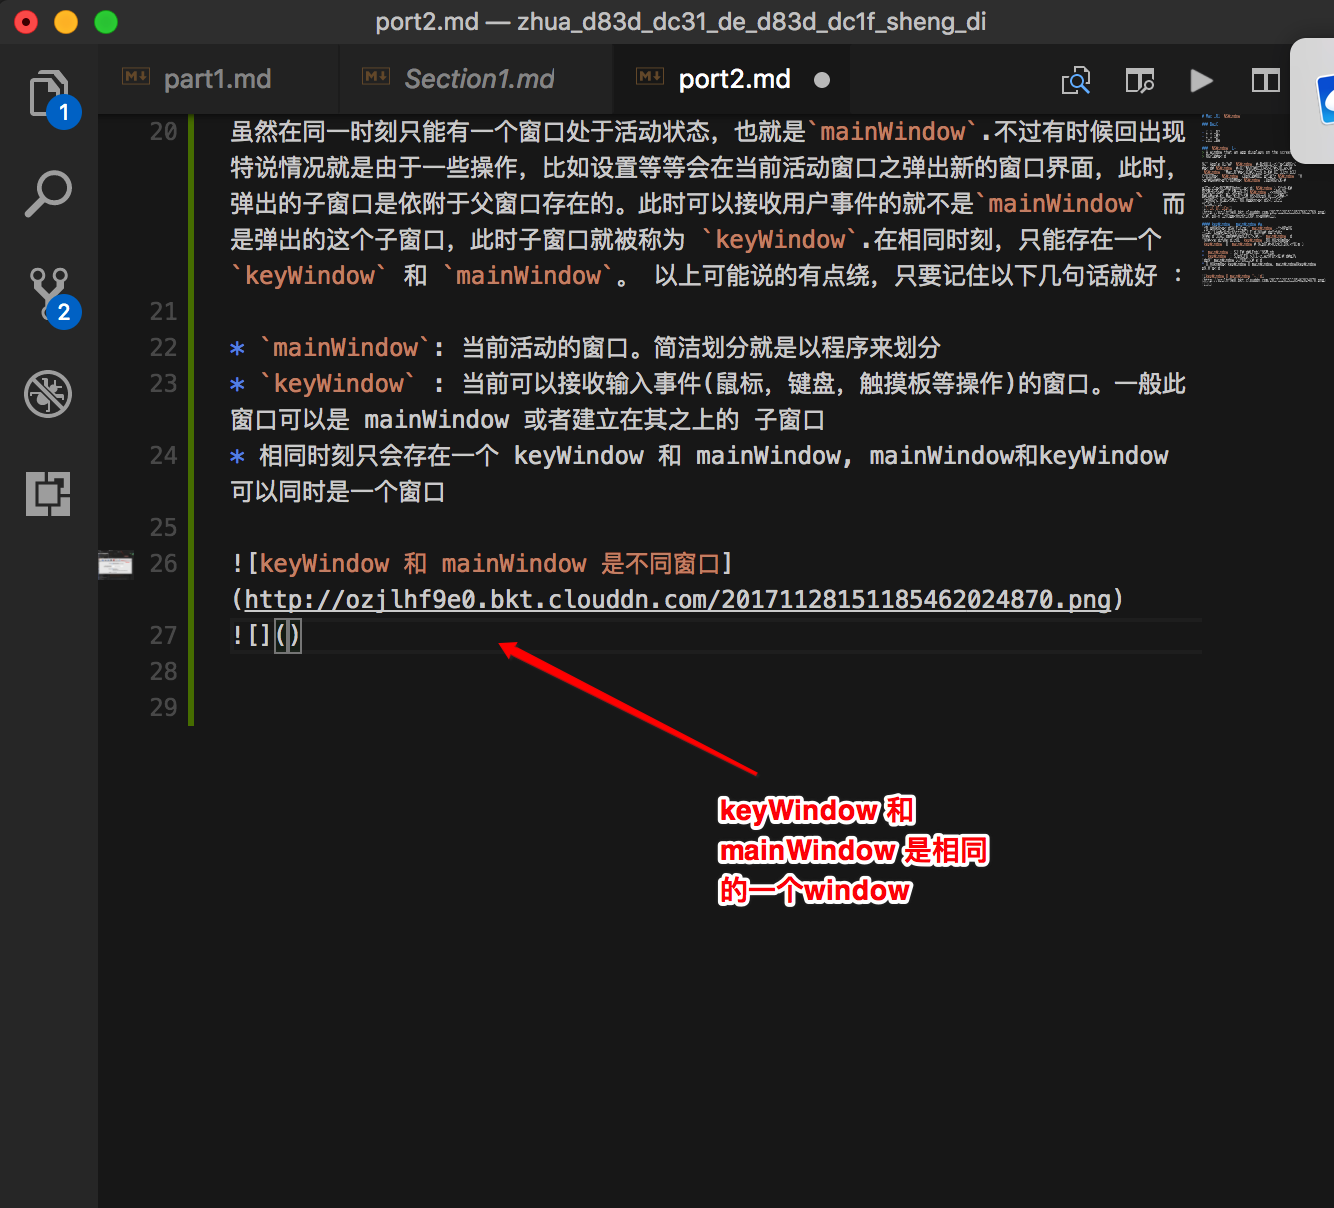 port2.md — zhua_d83d_dc31_de_d83d_dc1f_sheng_di
part1.md
Section1.md
port2.md
1
2
20 虽然在同一时刻只能有一个窗口处于活动状态，也就是`mainWindow`.不过有时候回出现
特说情况就是由于一些操作，比如设置等等会在当前活动窗口之弹出新的窗口界面，此时，
弹出的子窗口是依附于父窗口存在的。此时可以接收用户事件的就不是`mainWindow` 而
是弹出的这个子窗口，此时子窗口就被称为 `keyWindow`.在相同时刻，只能存在一个
`keyWindow` 和 `mainWindow`。 以上可能说的有点绕，只要记住以下几句话就好 ：
21
22 * `mainWindow`: 当前活动的窗口。简洁划分就是以程序来划分
23 * `keyWindow` : 当前可以接收输入事件(鼠标，键盘，触摸板等操作)的窗口。一般此
窗口可以是 mainWindow 或者建立在其之上的 子窗口
24 * 相同时刻只会存在一个 keyWindow 和 mainWindow, mainWindow和keyWindow
可以同时是一个窗口
25
26 ![keyWindow 和 mainWindow 是不同窗口]
(http://ozjlhf9e0.bkt.clouddn.com/20171128151185462024870.png)
27 ![]()
28
29
keyWindow 和
mainWindow 是相同
的一个window